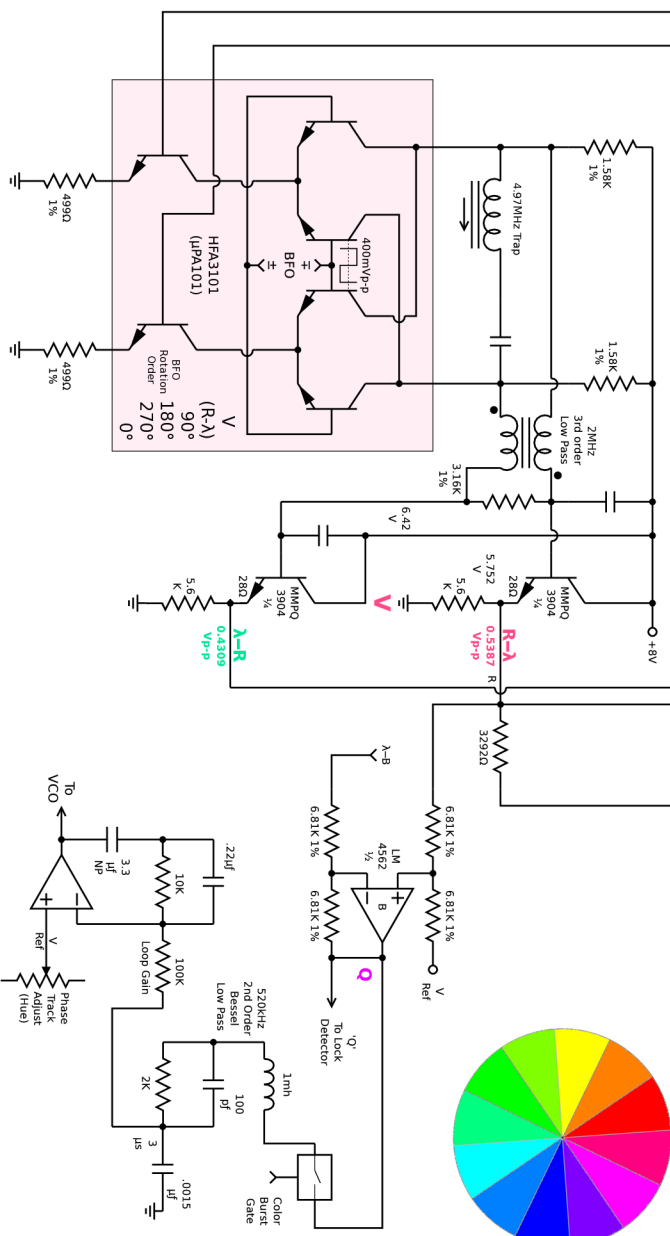 1.58K
1%
4.97MHz Trap
1.58K
1%
499Ω
1%
400mVp-p
∓
BFO
±
HFA3101
(μPA101)
BFO
Rotation
Order
V
(R-λ)
90°
180°
270°
0°
499Ω
1%
2MHz
3rd order
Low Pass
3.16K
1%
6.42
V
+8V
MMPQ
3904
¼
28Ω
5.752
V
5.6
K
V
MMPQ
3904
¼
28Ω
5.6
K
R–λ
0.5387
Vp-p
λ–R
0.4309
Vp-p
R
3292Ω
λ–B
6.81K 1%
6.81K 1%
LM
4562
½
+
−
B
6.81K 1%
6.81K 1%
V
Ref
Q
'Q'
To Lock
Detector
To
VCO
3.3
μf
NP
.22μf
10K
+
−
V
Ref
100K
Loop Gain
Phase
Track
Adjust
(Hue)
520kHz
2nd Order
Bessel
Low Pass
1mh
100
pf
2K
3
μs
.0015
μf
Color
Burst
Gate